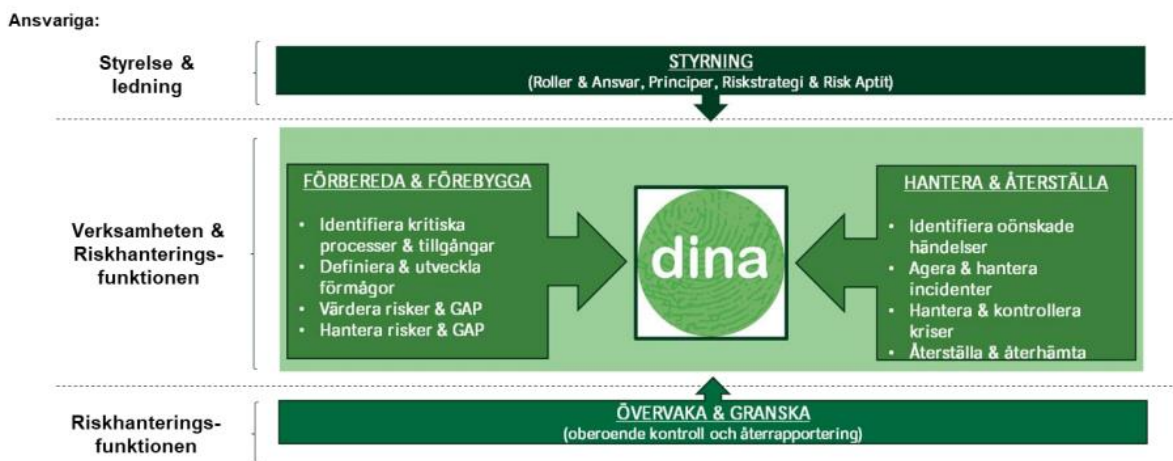 Ansvariga:
Styrelse &
ledning
STYRNING
(Roller & Ansvar, Principer, Riskstrategi & Risk Aptit)
Verksamheten &
Riskhanterings-
funktionen
FÖRBEREDA & FÖREBYGGA
• Identifiera kritiska
processer & tillgångar
• Definiera & utveckla
förmågor
• Värdera risker & GAP
• Hantera risker & GAP
dina
HANTERA & ÅTERSTÄLLA
• Identifiera oönskade
händelser
• Agera & hantera
incidenter
• Hantera & kontrollera
kriser
• Återställa & återhämta
Riskhanterings-
funktionen
ÖVERVAKA & GRANSKA
(oberoende kontroll och återrapportering)